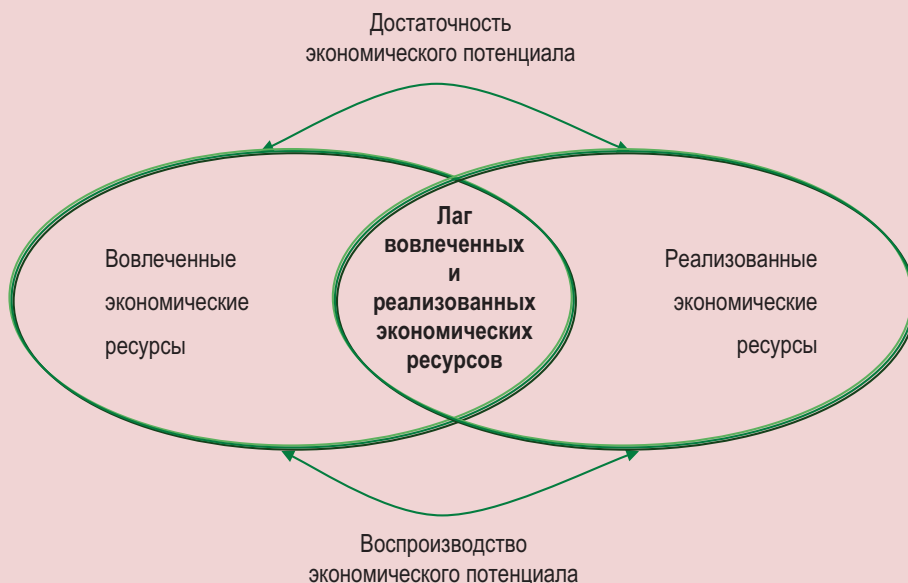 Достаточность
экономического потенциала
Вовлеченные
экономические
ресурсы
Лаг
вовлеченных
и
реализованных
экономических
ресурсов
Реализованные
экономические
ресурсы
Воспроизводство
экономического потенциала